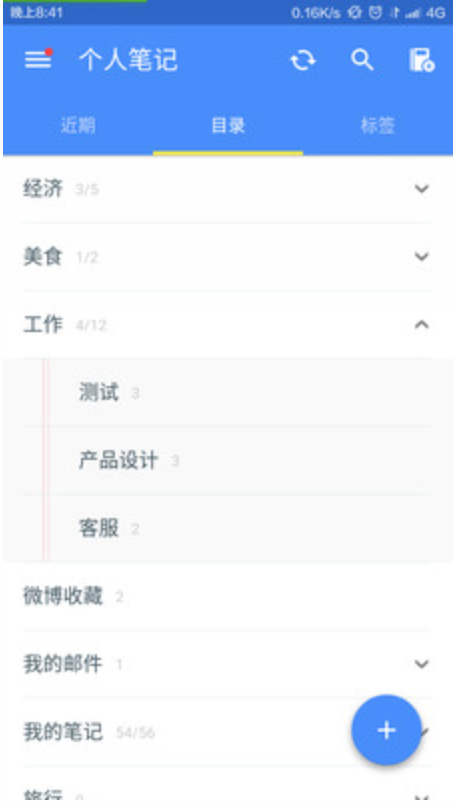 晚上8:41 0.16K/s 4G
个人笔记
近期 目录 标签
经济 3/5
美食 1/2
工作 4/12
测试 3
产品设计 3
客服 2
微博收藏 2
我的邮件 1
我的笔记 54/56
旅行